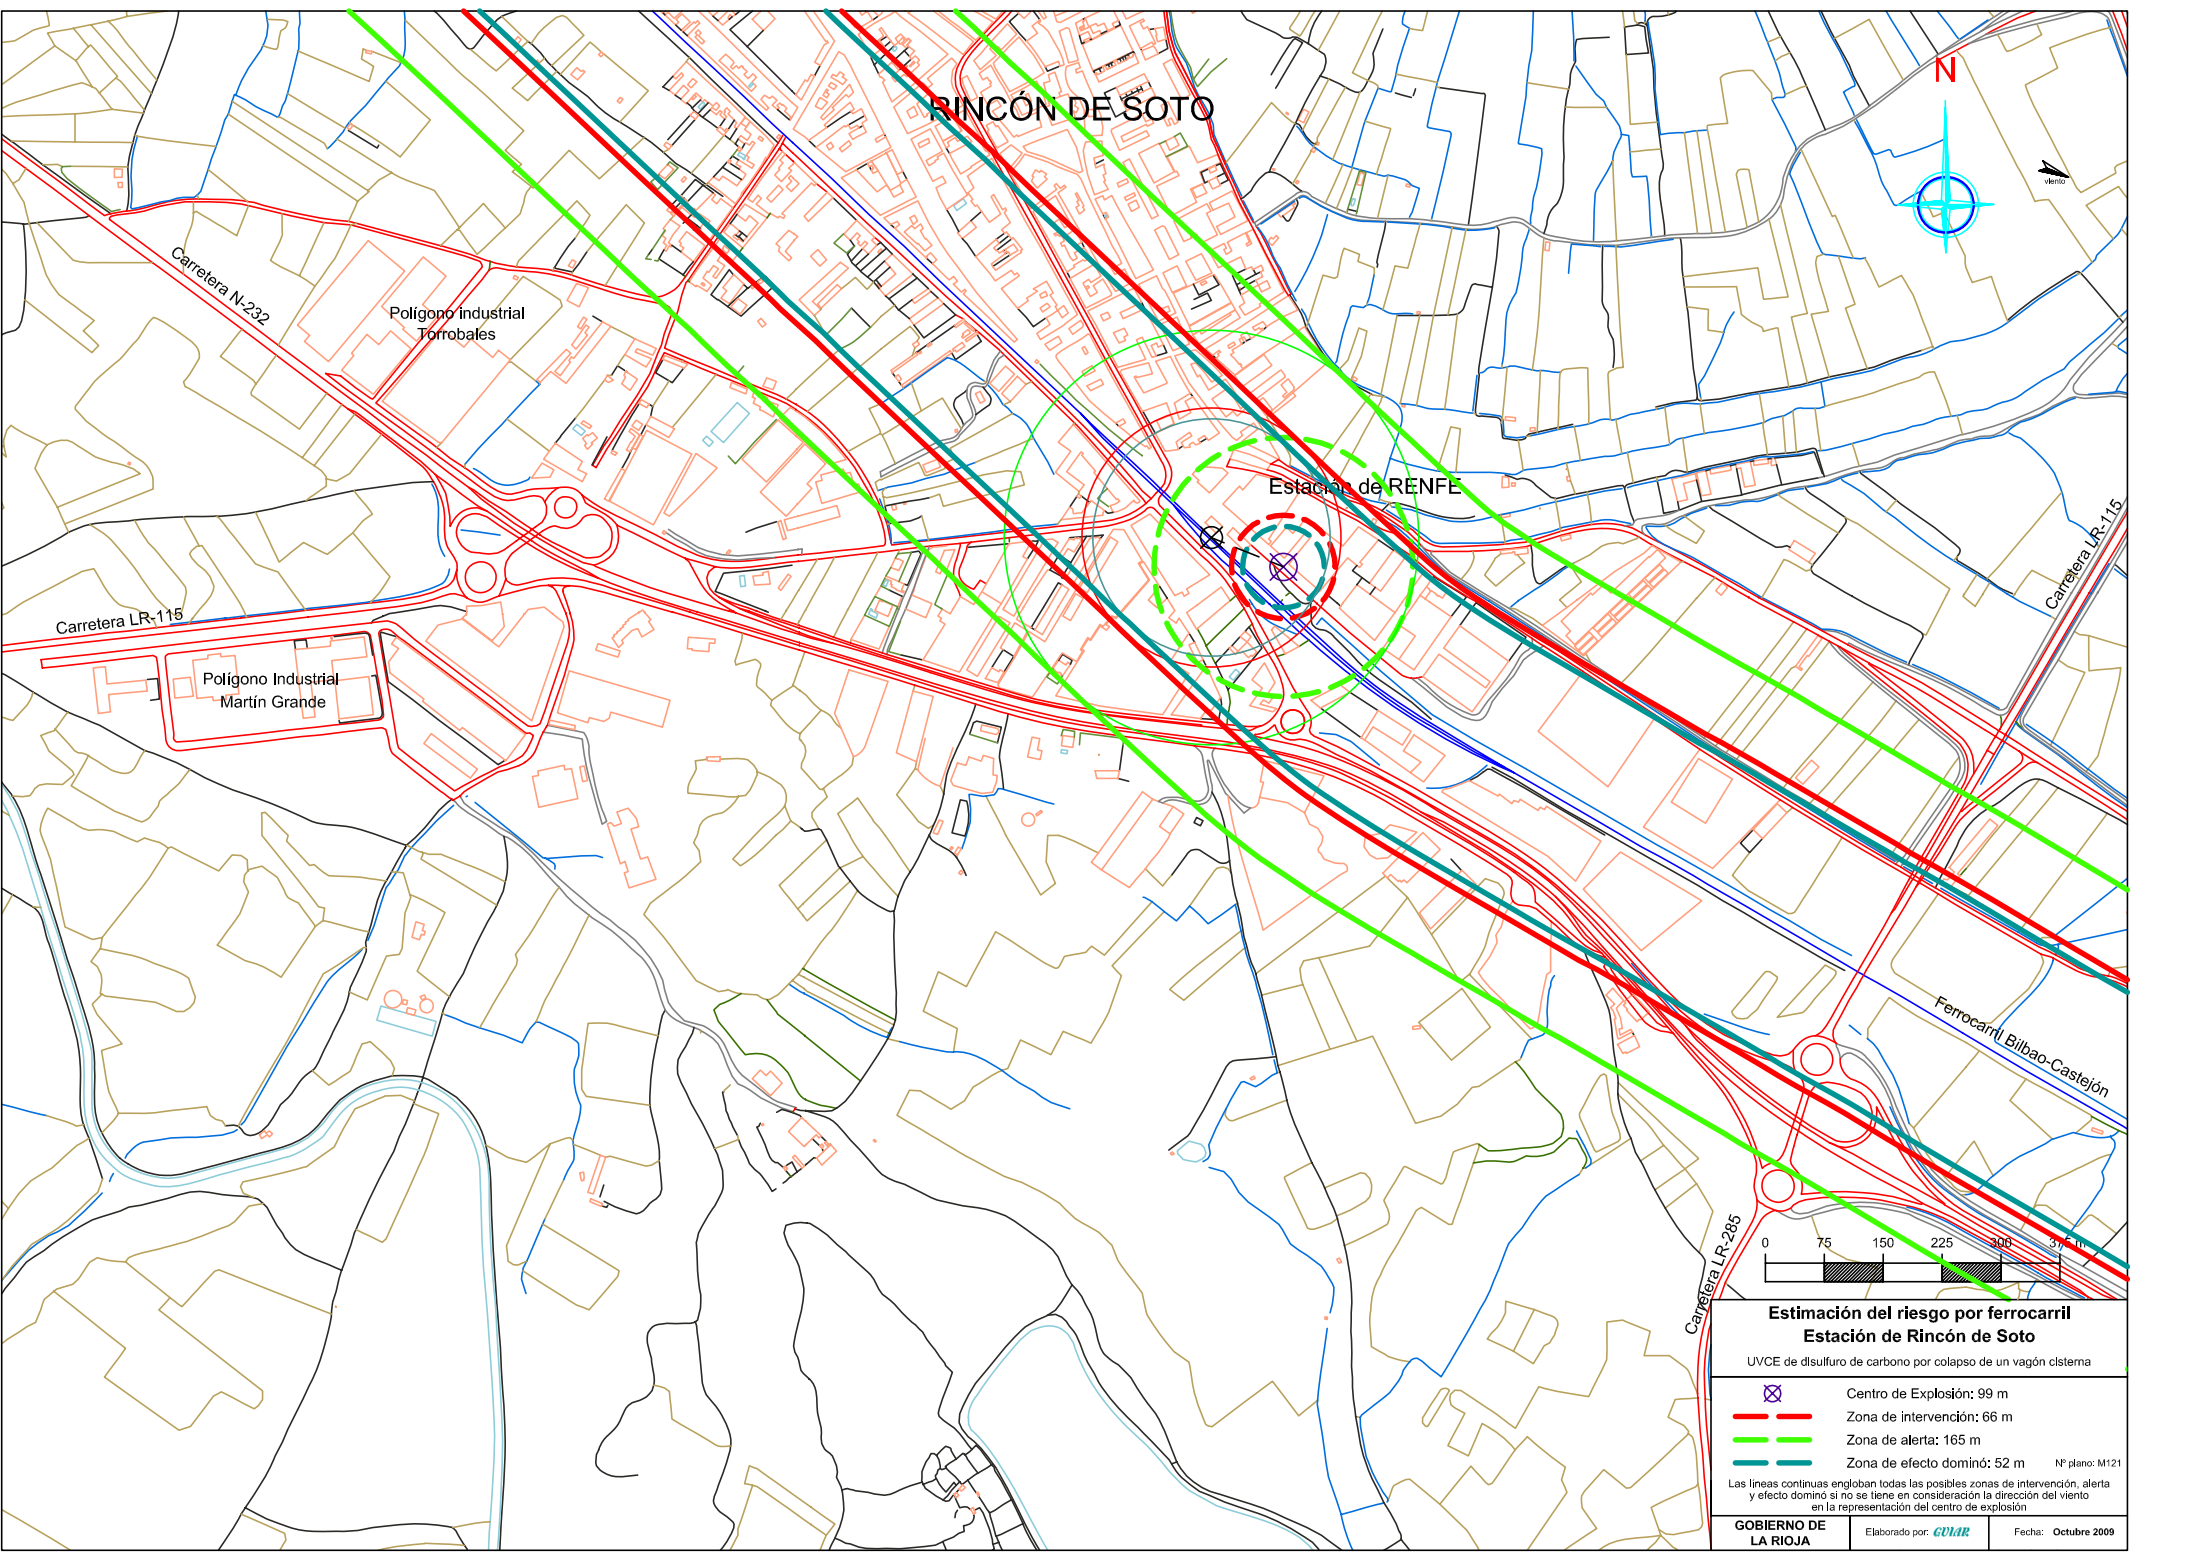 RINCÓN DE SOTO
N
viento
Carretera N-232
Polígono industrial
Torrobales
Estación de RENFE
Carretera LR-115
Carretera LR-115
Polígono Industrial
Martín Grande
Ferrocarril Bilbao-Castejón
Carretera LR-285
0 75 150 225 300 375 m
Estimación del riesgo por ferrocarril
Estación de Rincón de Soto
UVCE de disulfuro de carbono por colapso de un vagón cisterna
Centro de Explosión: 99 m
Zona de intervención: 66 m
Zona de alerta: 165 m
Zona de efecto dominó: 52 m
Nº plano: M121
Las líneas continuas engloban todas las posibles zonas de intervención, alerta
y efecto dominó si no se tiene en consideración la dirección del viento
en la representación del centro de explosión
GOBIERNO DE
LA RIOJA
Elaborado por: GUIAR
Fecha: Octubre 2009